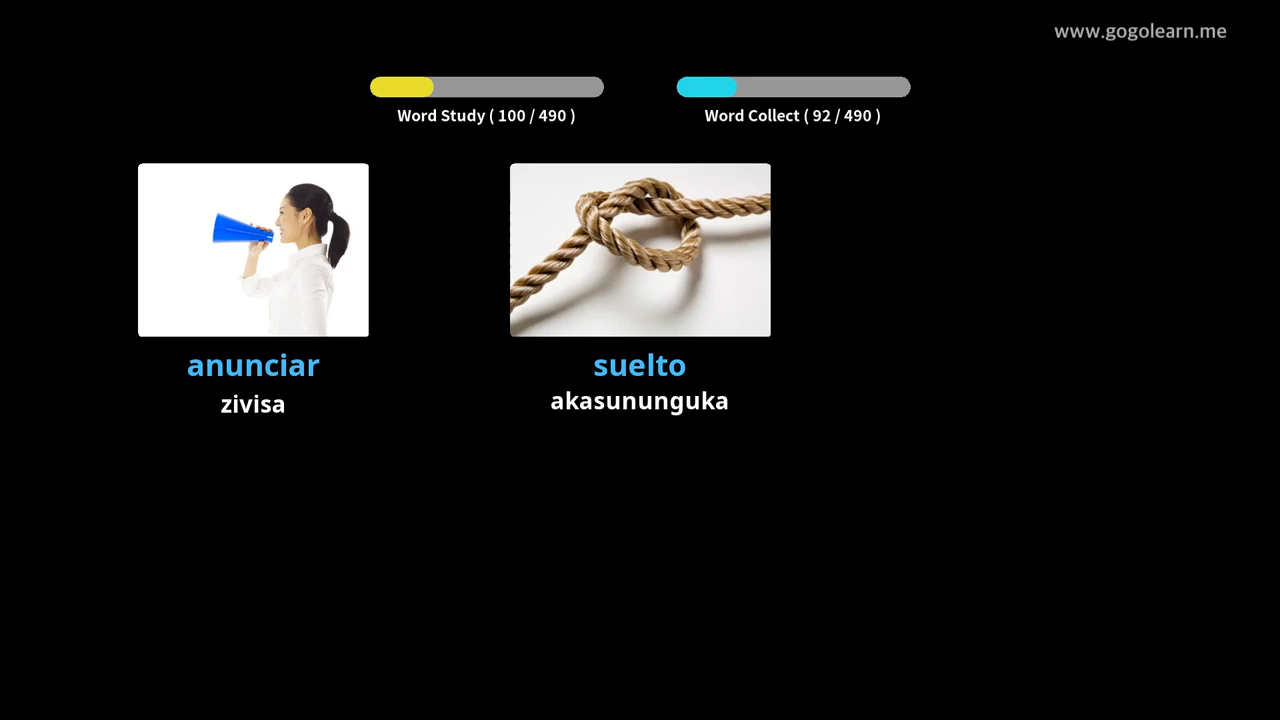 www.gogolearn.me
Word Study ( 100 / 490 )
Word Collect ( 92 / 490 )
anunciar
zivisa
suelto
akasununguka